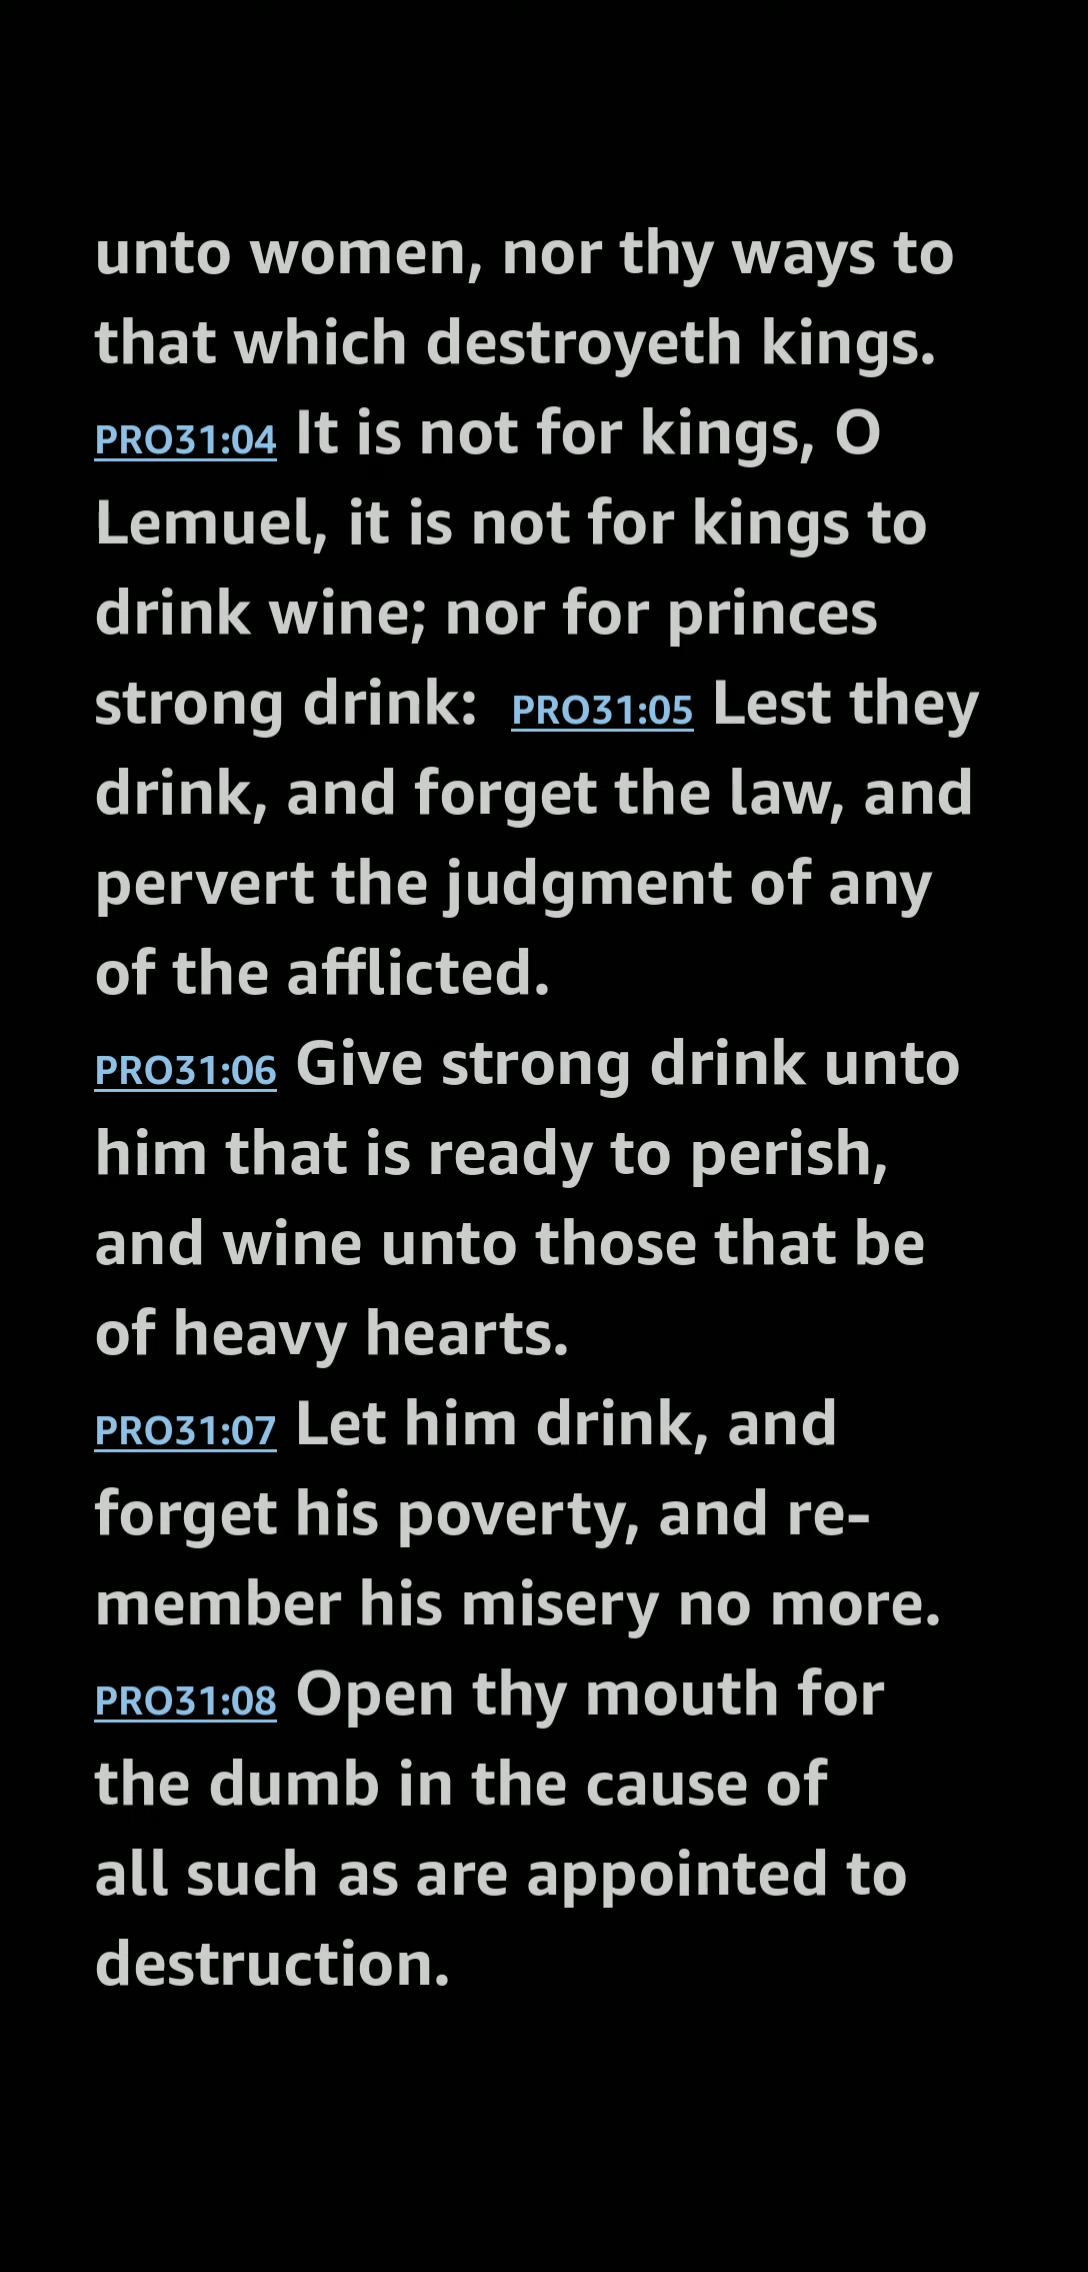 unto women, nor thy ways to
that which destroyeth kings.
PRO31:04 It is not for kings, O
Lemuel, it is not for kings to
drink wine; nor for princes
strong drink: PRO31:05 Lest they
drink, and forget the law, and
pervert the judgment of any
of the afflicted.
PRO31:06 Give strong drink unto
him that is ready to perish,
and wine unto those that be
of heavy hearts.
PRO31:07 Let him drink, and
forget his poverty, and re-
member his misery no more.
PRO31:08 Open thy mouth for
the dumb in the cause of
all such as are appointed to
destruction.